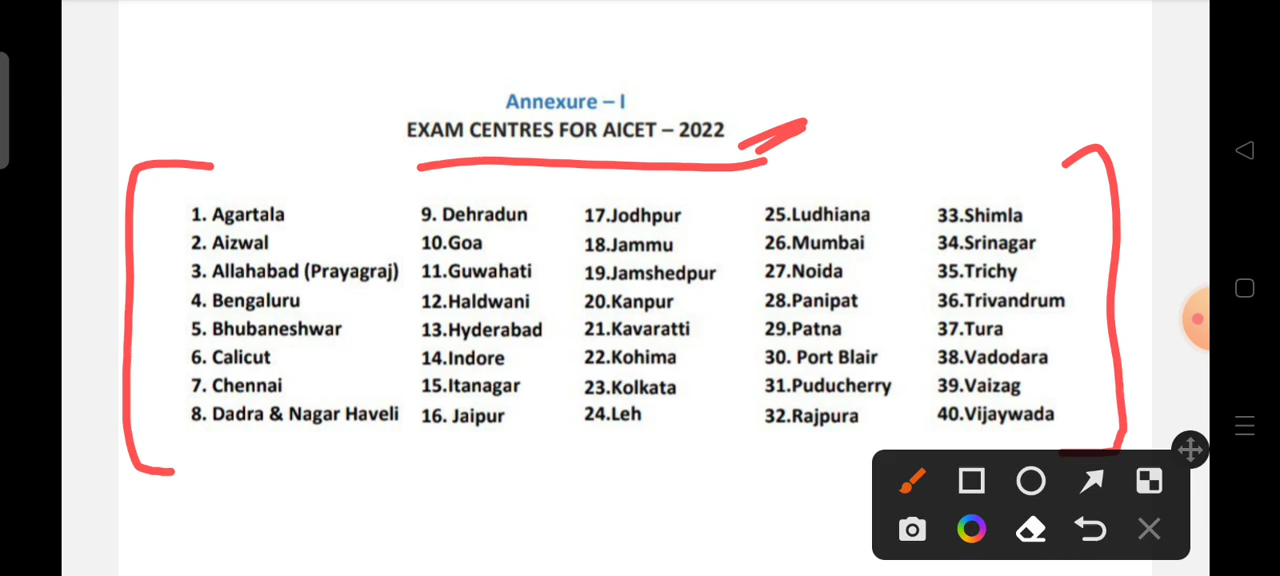 Annexure – I
EXAM CENTRES FOR AICET – 2022
1. Agartala
2. Aizwal
3. Allahabad (Prayagraj)
4. Bengaluru
5. Bhubaneshwar
6. Calicut
7. Chennai
8. Dadra & Nagar Haveli
9. Dehradun
10.Goa
11.Guwahati
12.Haldwani
13.Hyderabad
14.Indore
15.Itanagar
16. Jaipur
17.Jodhpur
18.Jammu
19.Jamshedpur
20.Kanpur
21.Kavaratti
22.Kohima
23.Kolkata
24.Leh
25.Ludhiana
26.Mumbai
27.Noida
28.Panipat
29.Patna
30. Port Blair
31.Puducherry
32.Rajpura
33.Shimla
34.Srinagar
35.Trichy
36.Trivandrum
37.Tura
38.Vadodara
39.Vaizag
40.Vijaywada